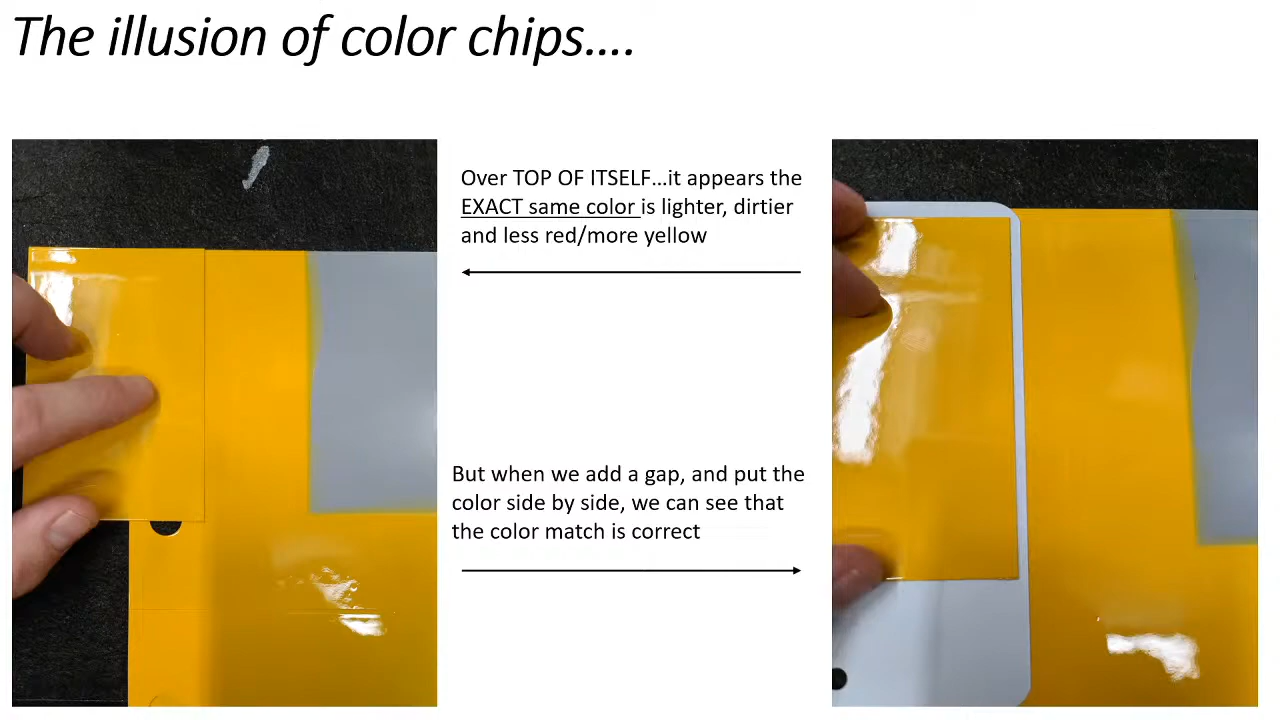 The illusion of color chips....
Over TOP OF ITSELF...it appears the
EXACT same color is lighter, dirtier
and less red/more yellow
But when we add a gap, and put the
color side by side, we can see that
the color match is correct